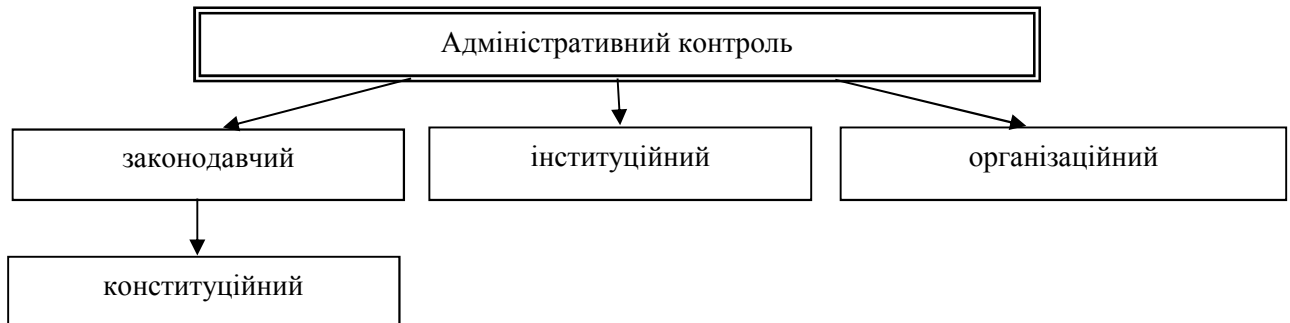 Адміністративний контроль
законодавчий
інституційний
організаційний
конституційний